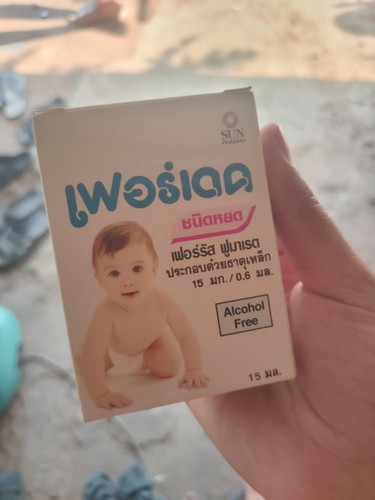 SUN
PHARMA
เฟอร์เดค
ชนิดหยด
เฟอร์รัส ฟูมาเรต
ประกอบด้วยธาตุเหล็ก
15 มก./0.6 มล.
Alcohol
Free
15 มล.